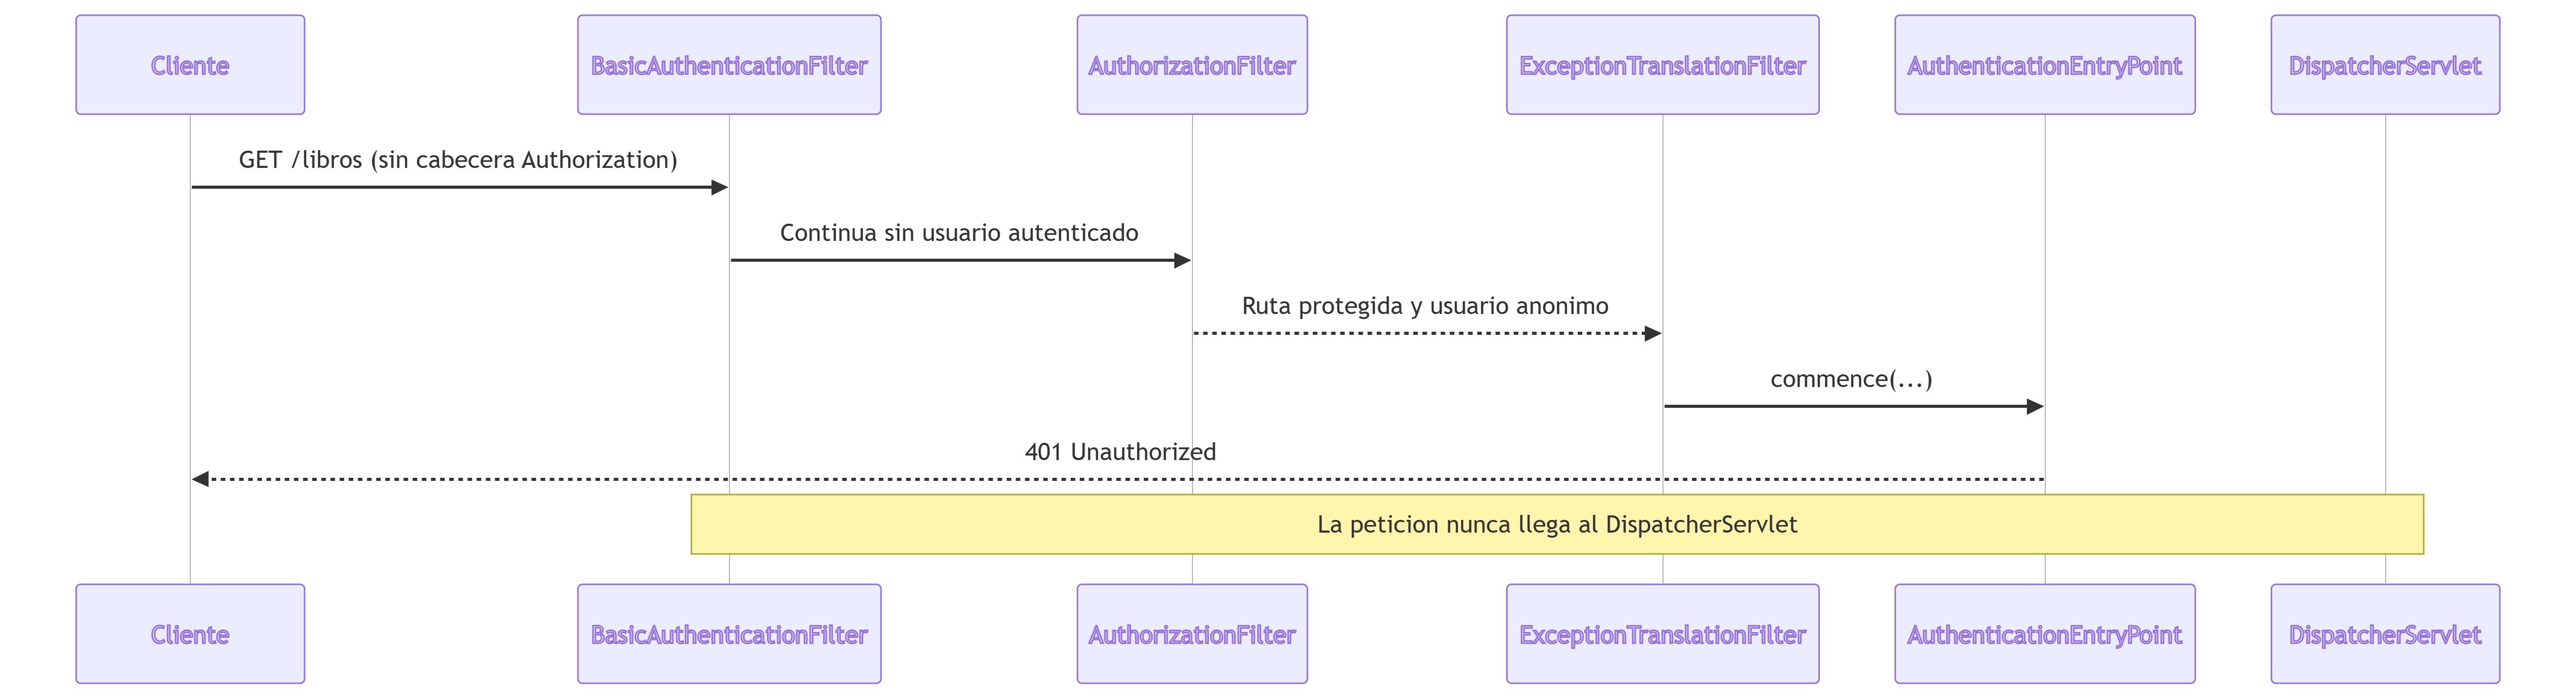 Cliente
BasicAuthenticationFilter
AuthorizationFilter
ExceptionTranslationFilter
AuthenticationEntryPoint
DispatcherServlet
GET /libros (sin cabecera Authorization)
Continua sin usuario autenticado
Ruta protegida y usuario anonimo
commence(...)
401 Unauthorized
La peticion nunca llega al DispatcherServlet
Cliente
BasicAuthenticationFilter
AuthorizationFilter
ExceptionTranslationFilter
AuthenticationEntryPoint
DispatcherServlet